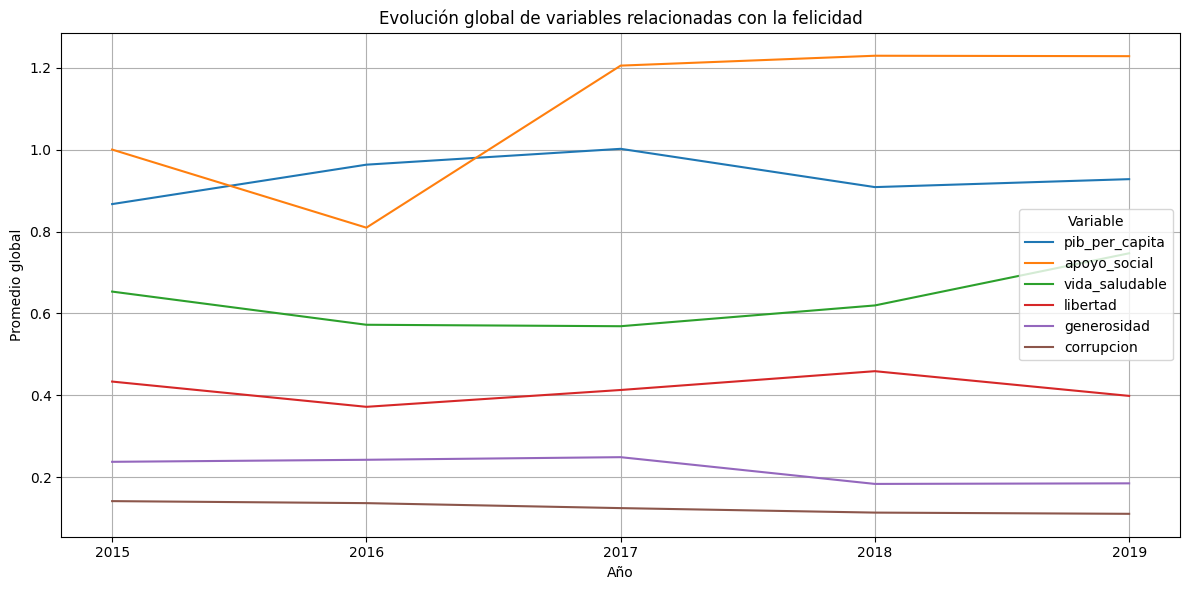 Evolución global de variables relacionadas con la felicidad
Promedio global
1.2
1.0
0.8
0.6
0.4
0.2
Variable
pib_per_capita
apoyo_social
vida_saludable
libertad
generosidad
corrupcion
2015 2016 2017 2018 2019
Año